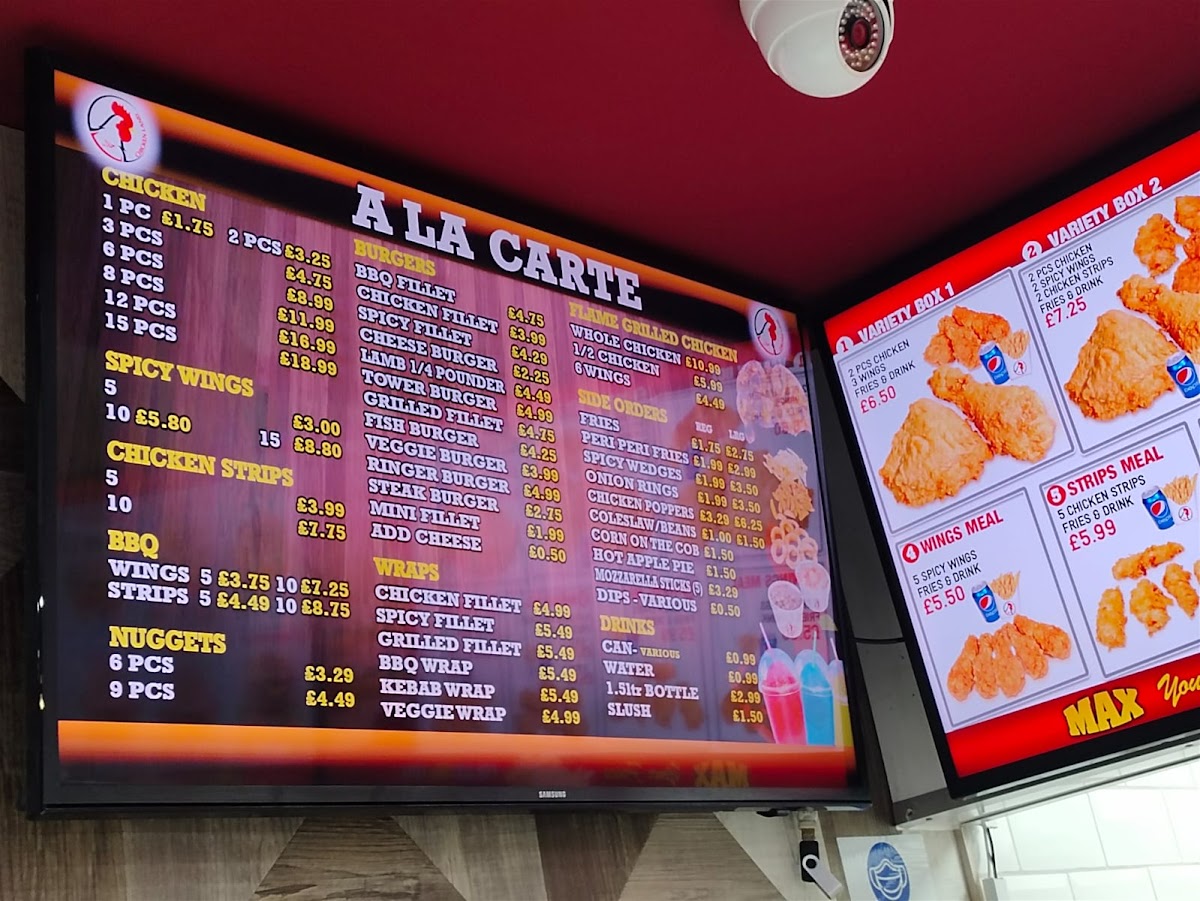 A LA CARTE
CHICKEN
1 PC £1.75 2 PCS £3.25
3 PCS £4.75
6 PCS £8.99
8 PCS £11.99
12 PCS £16.99
15 PCS £18.99
SPICY WINGS
5 £3.00
10 £5.80 15 £8.80
CHICKEN STRIPS
5 £3.99
10 £7.75
BBQ
WINGS 5 £3.75 10 £7.25
STRIPS 5 £4.49 10 £8.75
NUGGETS
6 PCS £3.29
9 PCS £4.49
BURGERS
BBQ FILLET £4.75
CHICKEN FILLET £3.99
SPICY FILLET £4.29
CHEESE BURGER £2.25
LAMB 1/4 POUNDER £4.49
TOWER BURGER £4.99
GRILLED FILLET £4.75
FISH BURGER £4.25
VEGGIE BURGER £3.99
RINGER BURGER £4.99
STEAK BURGER £2.75
MINI FILLET £1.99
ADD CHEESE £0.50
WRAPS
CHICKEN FILLET £4.99
SPICY FILLET £5.49
GRILLED FILLET £5.49
BBQ WRAP £5.49
KEBAB WRAP £5.49
VEGGIE WRAP £4.99
FLAME GRILLED CHICKEN
WHOLE CHICKEN £10.99
1/2 CHICKEN £5.99
6 WINGS £4.49
SIDE ORDERS REG LRG
FRIES £1.75 £2.75
PERI PERI FRIES £1.99 £2.99
SPICY WEDGES £1.99 £3.50
ONION RINGS £1.99 £3.50
CHICKEN POPPERS £3.29 £6.25
COLESLAW/BEANS £1.00 £1.50
CORN ON THE COB £1.50
HOT APPLE PIE £1.50
MOZZARELLA STICKS (5) £3.29
DIPS - VARIOUS £0.50
DRINKS
CAN- VARIOUS £0.99
WATER £0.99
1.5ltr BOTTLE £2.99
SLUSH £1.50
SAMSUNG
1 VARIETY BOX 1
2 PCS CHICKEN
3 WINGS
FRIES & DRINK
£6.50
2 VARIETY BOX 2
2 PCS CHICKEN
2 SPICY WINGS
2 CHICKEN STRIPS
FRIES & DRINK
£7.25
4 WINGS MEAL
5 SPICY WINGS
FRIES & DRINK
£5.50
5 STRIPS MEAL
5 CHICKEN STRIPS
FRIES & DRINK
£5.99
MAX You